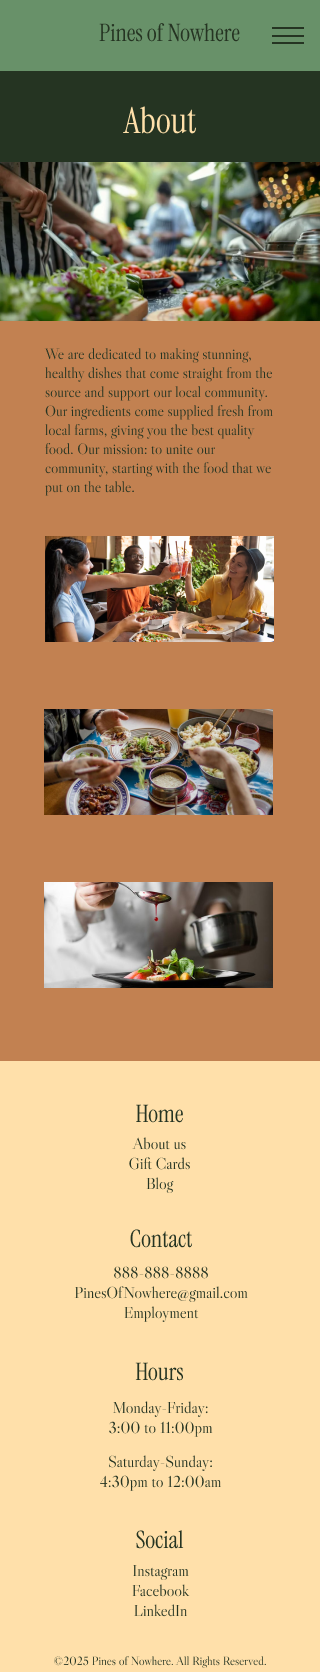 Pines of Nowhere
About
We are dedicated to making stunning,
healthy dishes that come straight from the
source and support our local community.
Our ingredients come supplied fresh from
local farms, giving you the best quality
food. Our mission: to unite our
community, starting with the food that we
put on the table.
Home
About us
Gift Cards
Blog
Contact
888-888-8888
PinesOfNowhere@gmail.com
Employment
Hours
Monday-Friday:
3:00 to 11:00pm
Saturday-Sunday:
4:30pm to 12:00am
Social
Instagram
Facebook
LinkedIn
©2025 Pines of Nowhere. All Rights Reserved.